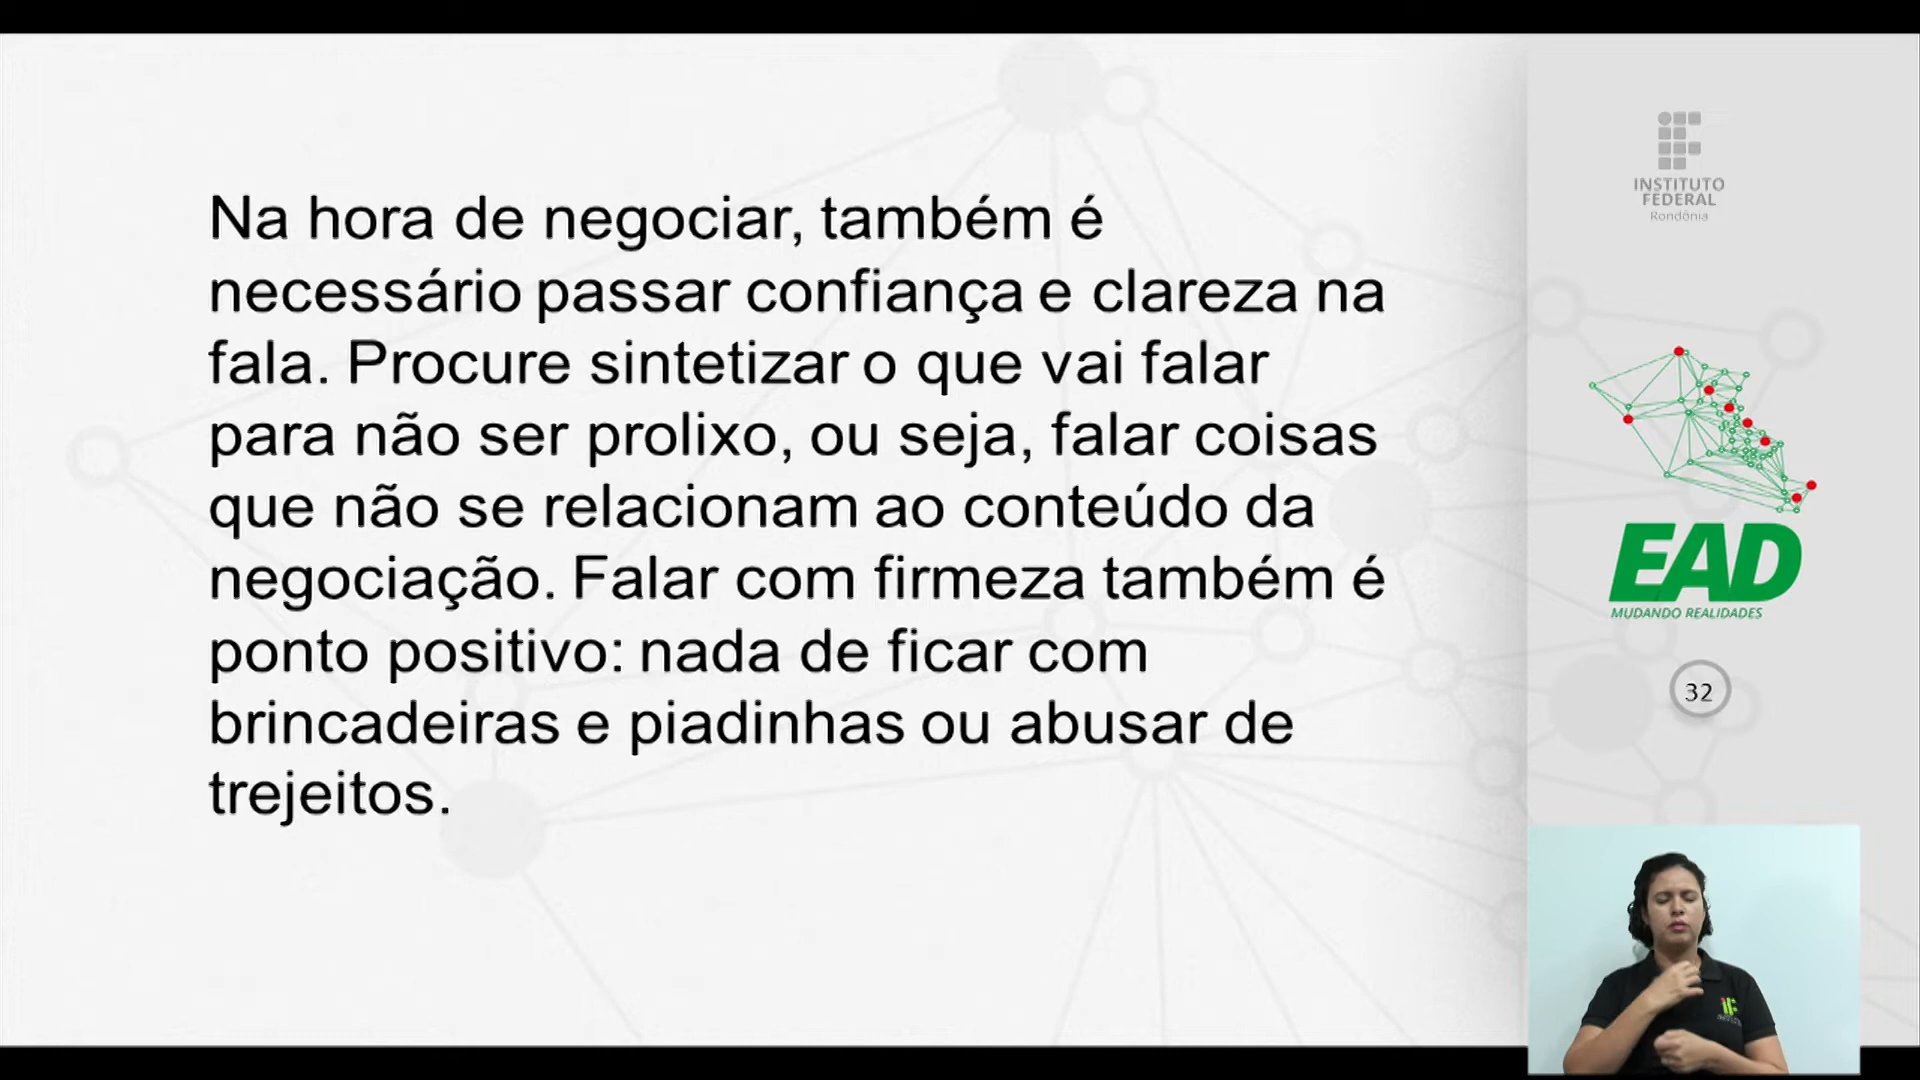 Na hora de negociar, também é
necessário passar confiança e clareza na
fala. Procure sintetizar o que vai falar
para não ser prolixo, ou seja, falar coisas
que não se relacionam ao conteúdo da
negociação. Falar com firmeza também é
ponto positivo: nada de ficar com
brincadeiras e piadinhas ou abusar de
trejeitos.
INSTITUTO
FEDERAL
Rondônia
EAD
MUDANDO REALIDADES
32